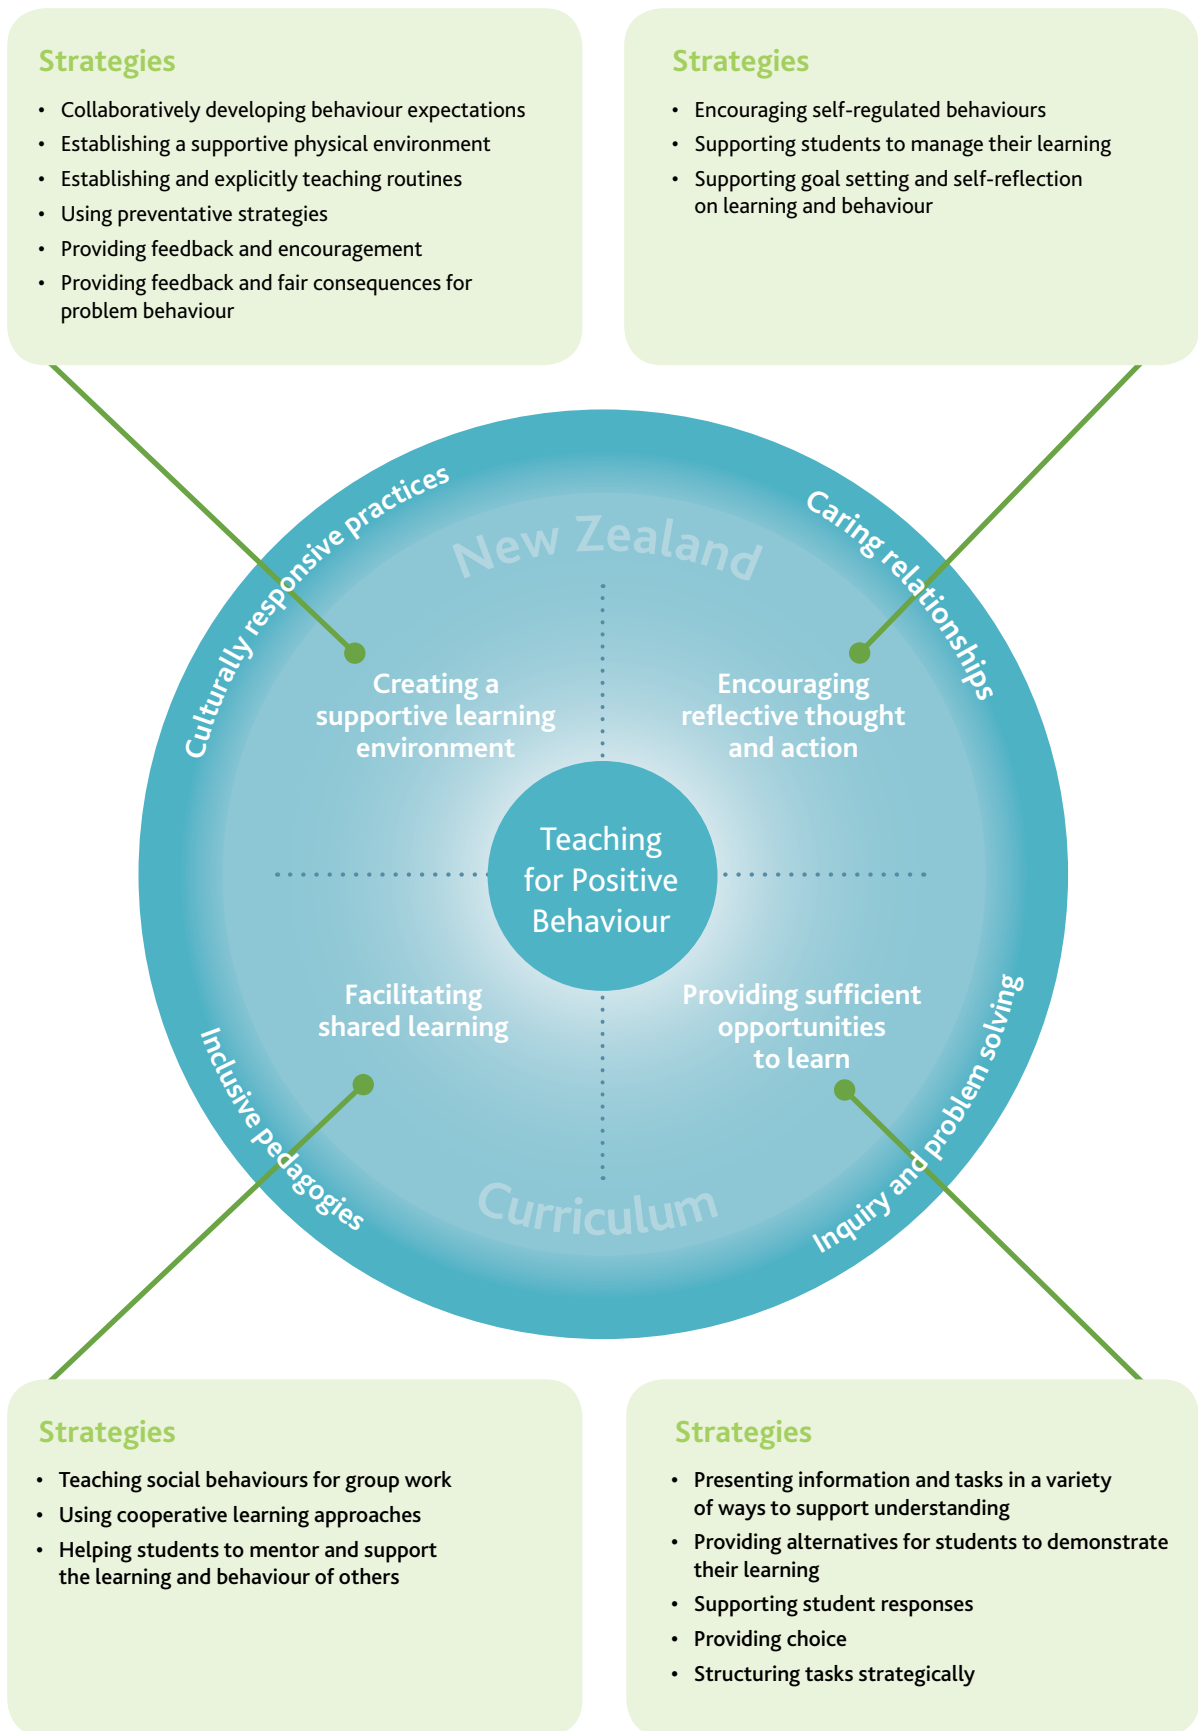 Strategies
• Collaboratively developing behaviour expectations
• Establishing a supportive physical environment
• Establishing and explicitly teaching routines
• Using preventative strategies
• Providing feedback and encouragement
• Providing feedback and fair consequences for
problem behaviour
Strategies
• Encouraging self-regulated behaviours
• Supporting students to manage their learning
• Supporting goal setting and self-reflection
on learning and behaviour
Culturally responsive practices
Caring relationships
New Zealand
Creating a
supportive learning
environment
Encouraging
reflective thought
and action
Teaching
for Positive
Behaviour
Facilitating
shared learning
Providing sufficient
opportunities
to learn
Inclusive pedagogies
Inquiry and problem solving
Curriculum
Strategies
• Teaching social behaviours for group work
• Using cooperative learning approaches
• Helping students to mentor and support
the learning and behaviour of others
Strategies
• Presenting information and tasks in a variety
of ways to support understanding
• Providing alternatives for students to demonstrate
their learning
• Supporting student responses
• Providing choice
• Structuring tasks strategically